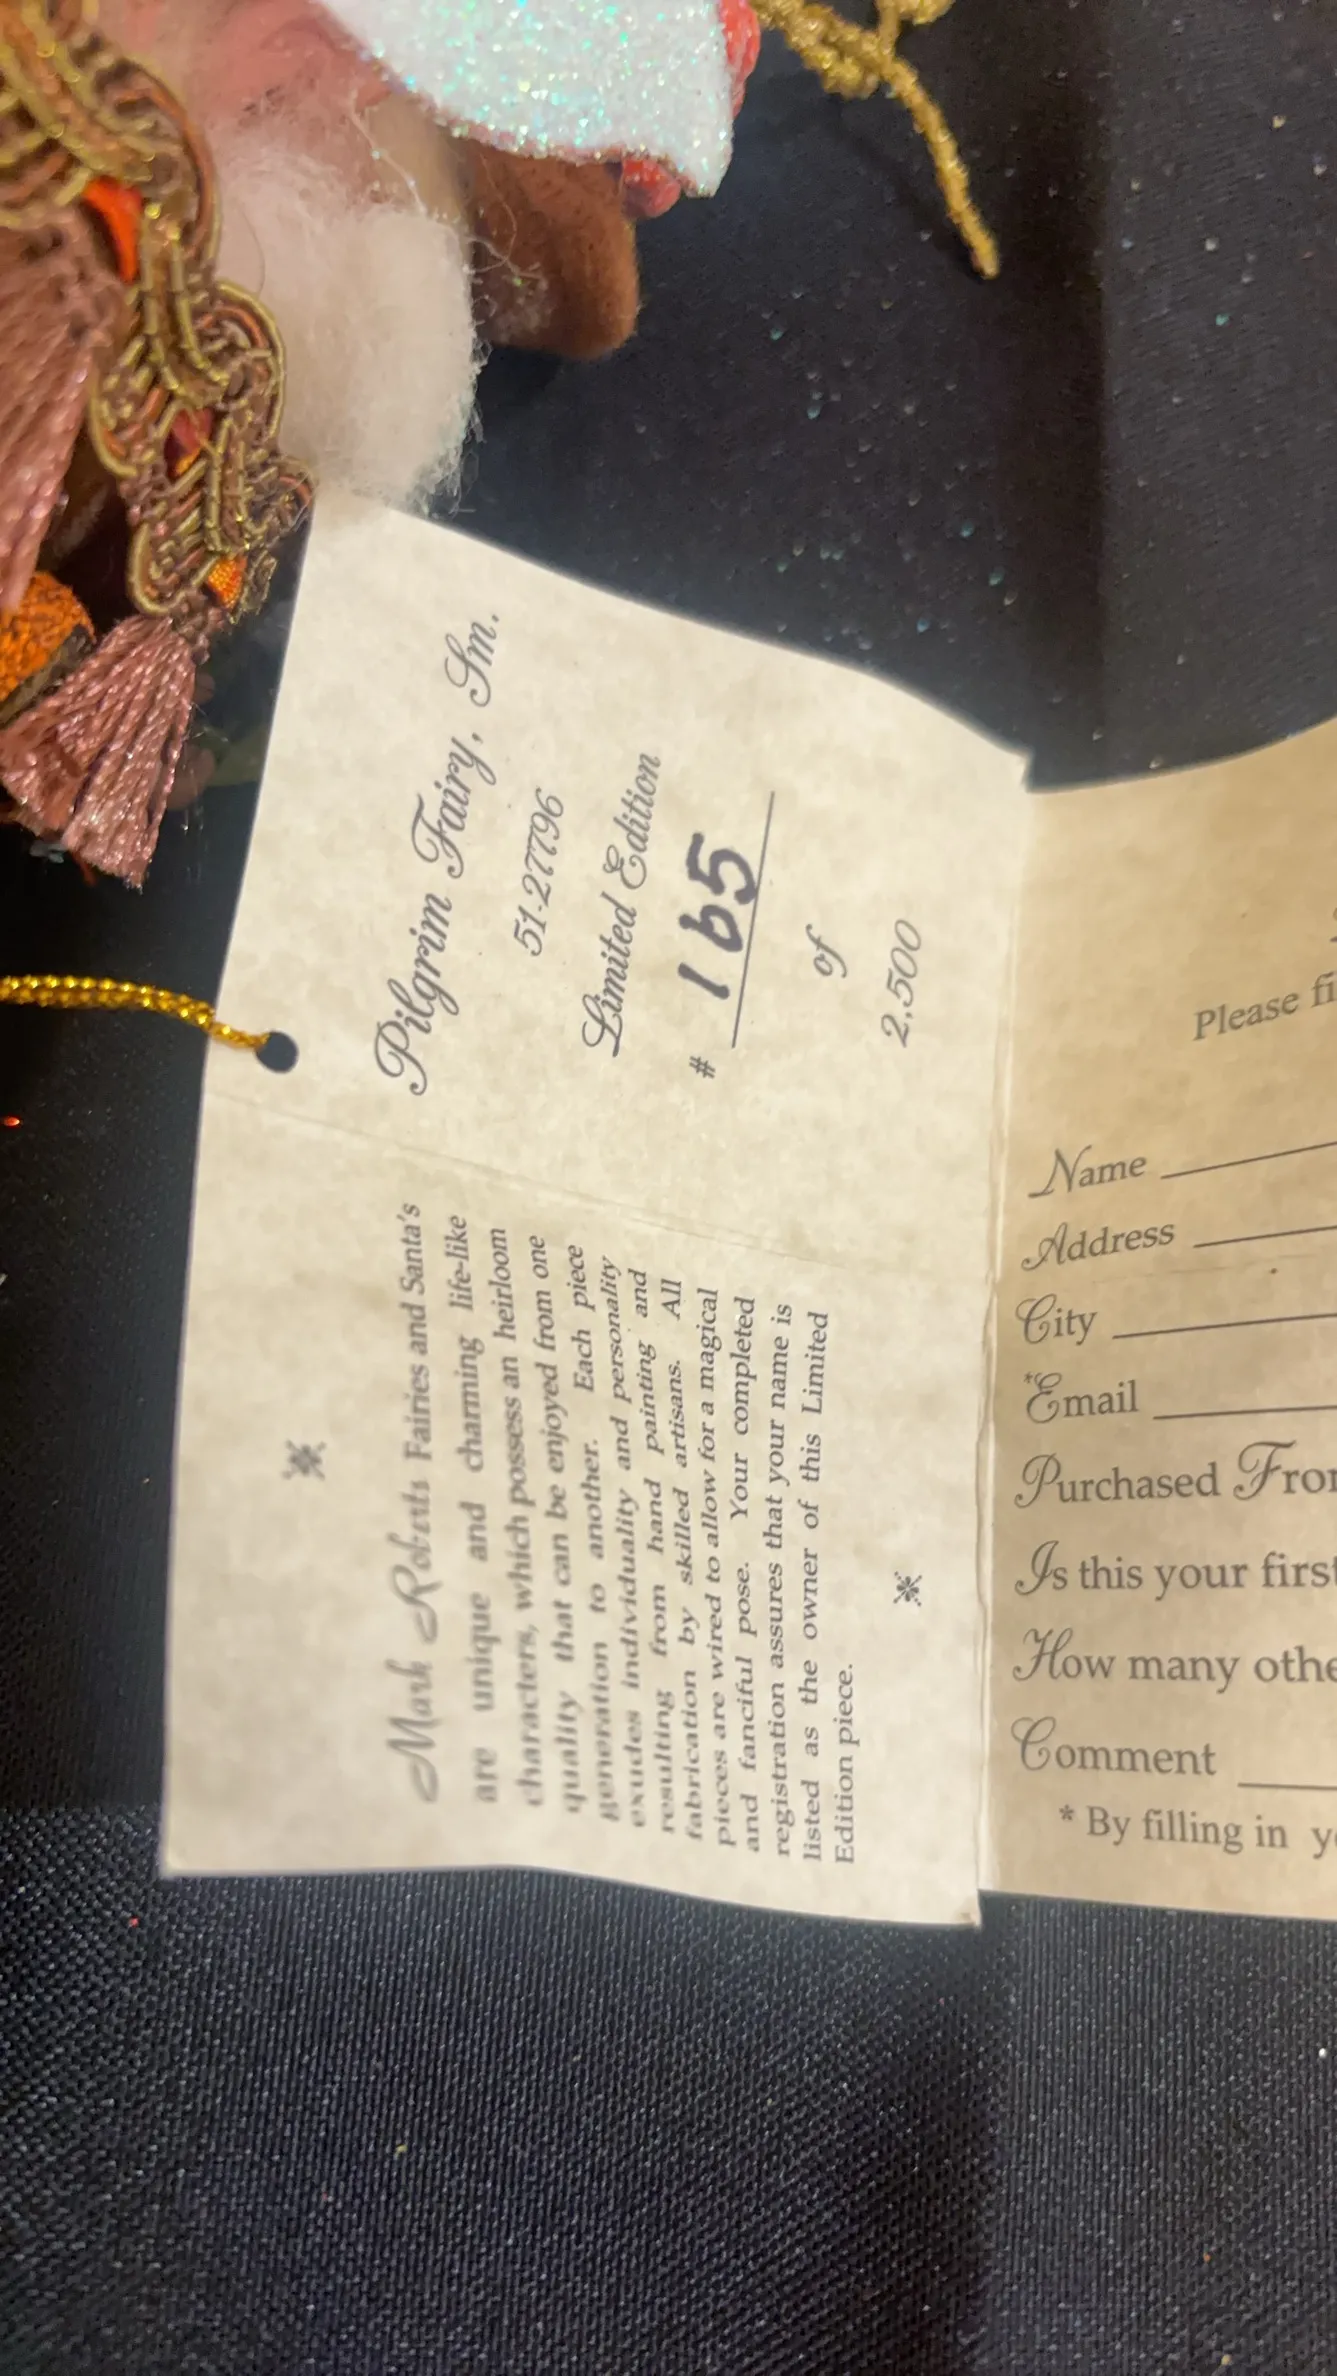 Pilgrim Fairy, Sm.
51-27796
Limited Edition
# 165
of
2,500
Mark Roberts Fairies and Santa's
are unique and charming life-like
characters, which possess an heirloom
quality that can be enjoyed from one
generation to another. Each piece
exudes individuality and personality
resulting from hand painting and
fabrication by skilled artisans. All
pieces are wired to allow for a magical
and fanciful pose. Your completed
registration assures that your name is
listed as the owner of this Limited
Edition piece.
Please fi
Name
Address
City
*Email
Purchased From
Is this your first
How many othe
Comment
* By filling in y